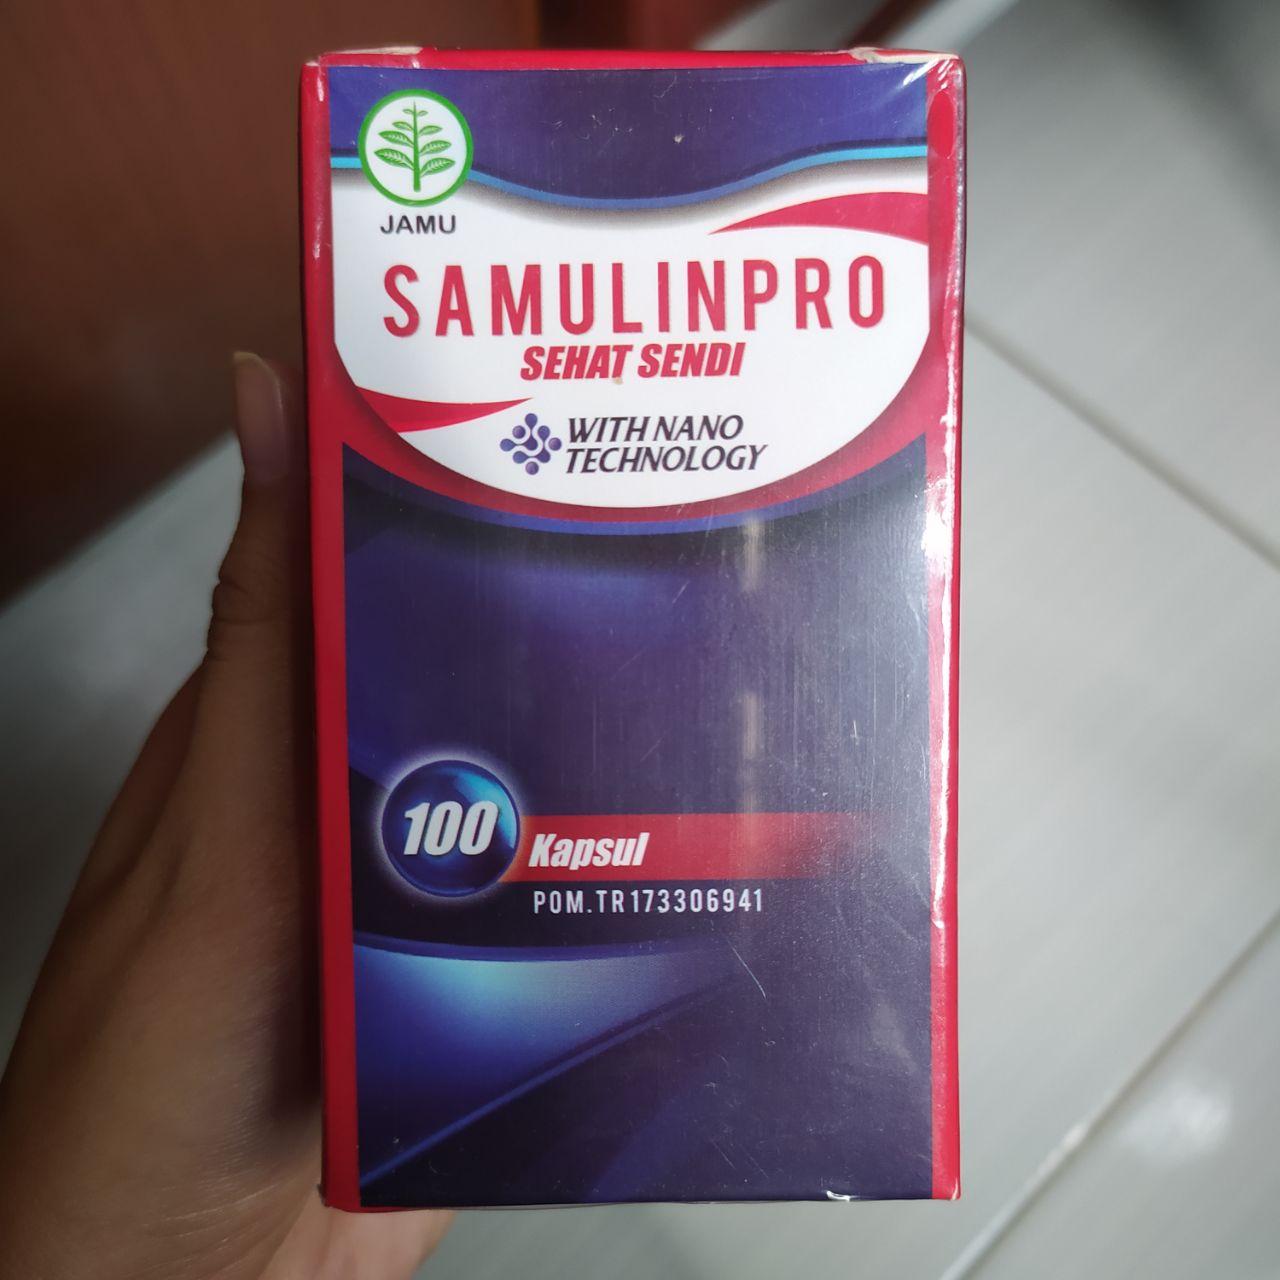 JAMU
SAMULINPRO
SEHAT SENDI
WITH NANO
TECHNOLOGY
100
Kapsul
POM.TR173306941